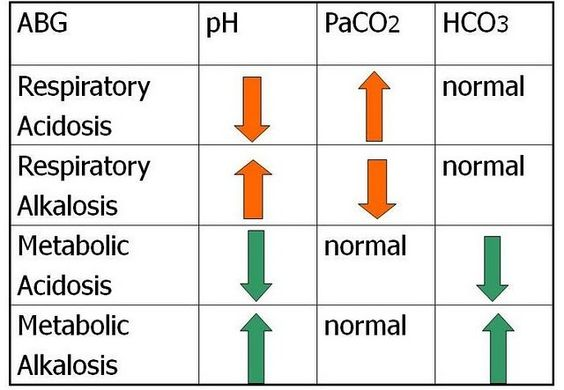 ABG pH PaCO2 HCO3
Respiratory normal
Acidosis
Respiratory normal
Alkalosis
Metabolic normal
Acidosis
Metabolic normal
Alkalosis